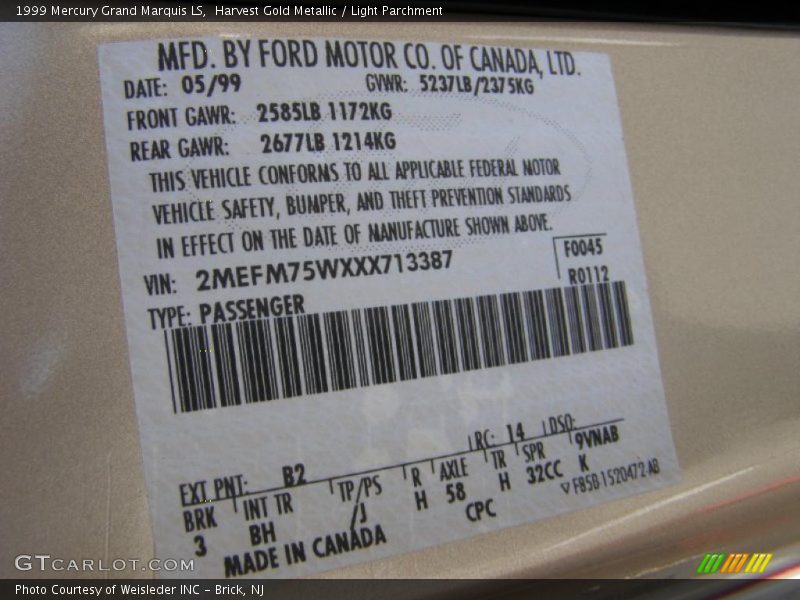 1999 Mercury Grand Marquis LS,  Harvest Gold Metallic / Light Parchment
MFD. BY FORD MOTOR CO. OF CANADA, LTD.
DATE: 05/99 GVWR: 5237LB/2375KG
FRONT GAWR: 2585LB 1172KG
REAR GAWR: 2677LB 1214KG
THIS VEHICLE CONFORMS TO ALL APPLICABLE FEDERAL MOTOR
VEHICLE SAFETY, BUMPER, AND THEFT PREVENTION STANDARDS
IN EFFECT ON THE DATE OF MANUFACTURE SHOWN ABOVE.
F0045
VIN: 2MEFM75WXXX713387
R0112
TYPE: PASSENGER
EXT PNT: B2 RC: 14 DSO:
BRK INT TR TP/PS R AXLE TR SPR 9VNAB
3 BH /J H 58 H 32CC K
MADE IN CANADA CPC ▽F85B 1520472 AB
GTCARLOT.COM
Photo Courtesy of Weisleder INC – Brick, NJ